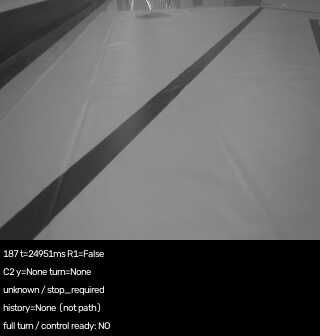 187 t=24951ms R1=False
C2 y=None turn=None
unknown / stop_required
history=None (not path)
full turn / control ready: NO